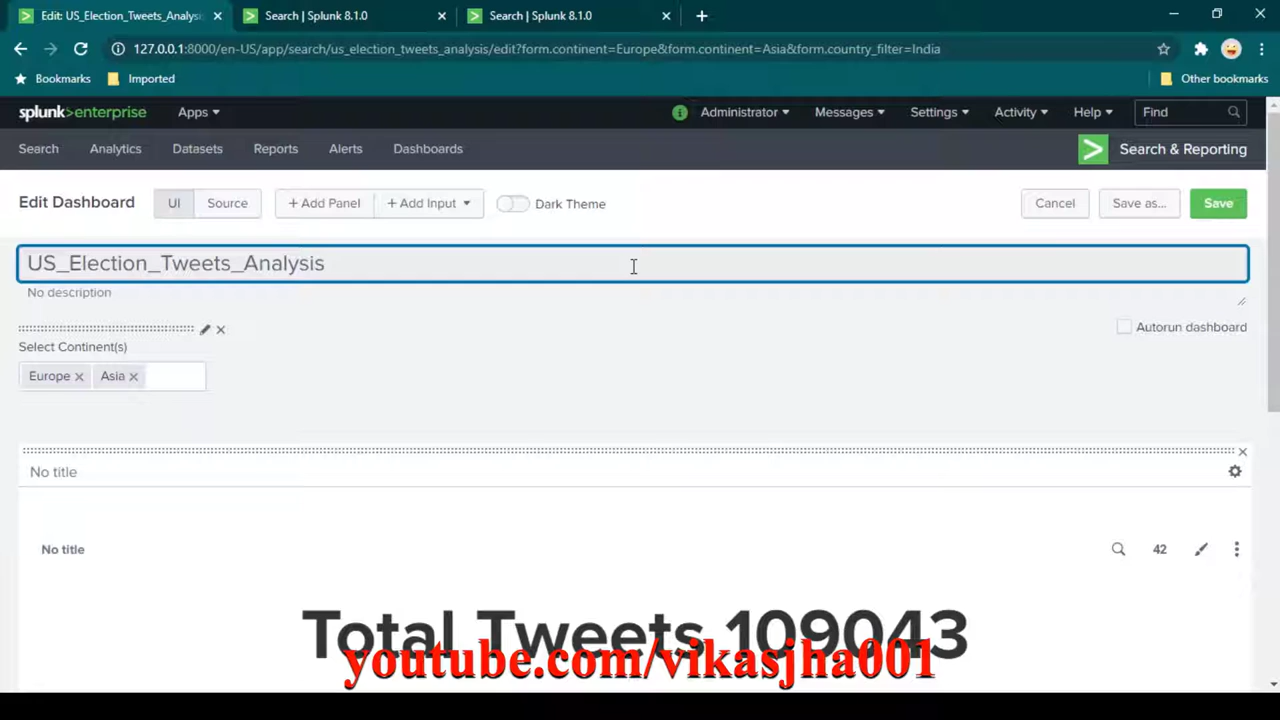 Edit: US_Election_Tweets_Analysis
Search | Splunk 8.1.0
Search | Splunk 8.1.0
127.0.0.1:8000/en-US/app/search/us_election_tweets_analysis/edit?form.continent=Europe&form.continent=Asia&form.country_filter=India
Bookmarks Imported Other bookmarks
splunk>enterprise Apps Administrator Messages Settings Activity Help Find
Search Analytics Datasets Reports Alerts Dashboards Search & Reporting
Edit Dashboard UI Source + Add Panel + Add Input Dark Theme Cancel Save as... Save
US_Election_Tweets_Analysis
No description
Autorun dashboard
Select Continent(s)
Europe Asia
No title
No title 42
Total Tweets 109043
youtube.com/vikasjha001